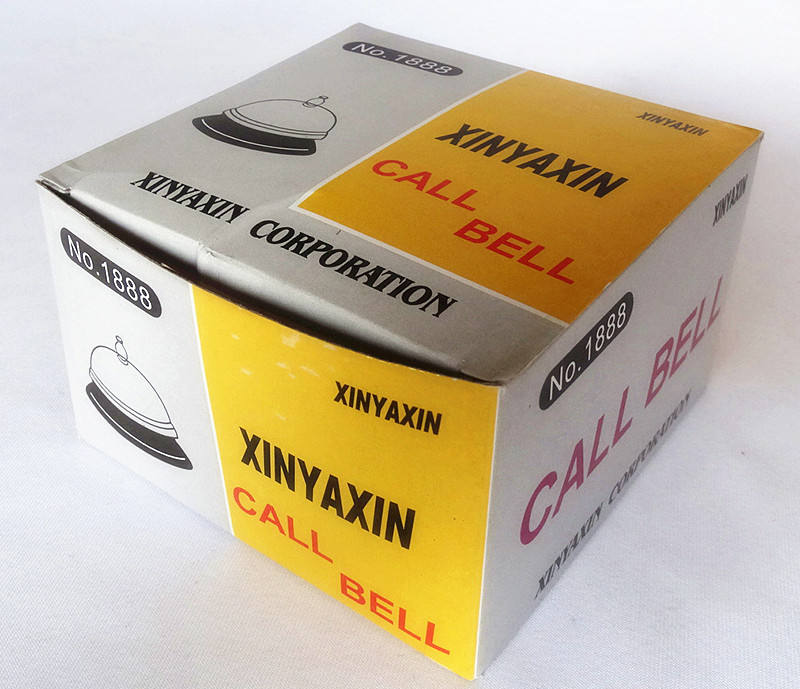 No. 1888
XINYAXIN
XINYAXIN
CALL
BELL
XINYAXIN CORPORATION
No.1888
XINYAXIN
XINYAXIN
CALL
BELL
XINYAXIN
No. 1888
CALL BELL
XINYAXIN CORPORATION